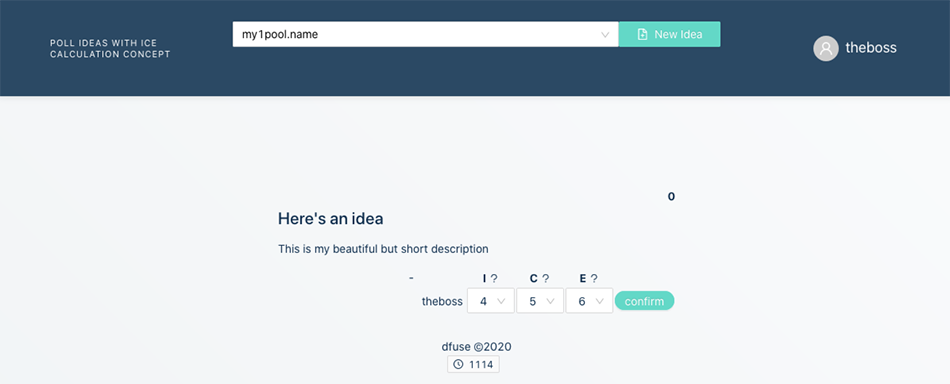 POLL IDEAS WITH ICE
CALCULATION CONCEPT
my1pool.name
New Idea
theboss
0
Here's an idea
This is my beautiful but short description
- I ? C ? E ?
theboss 4 5 6 confirm
dfuse ©2020
1114